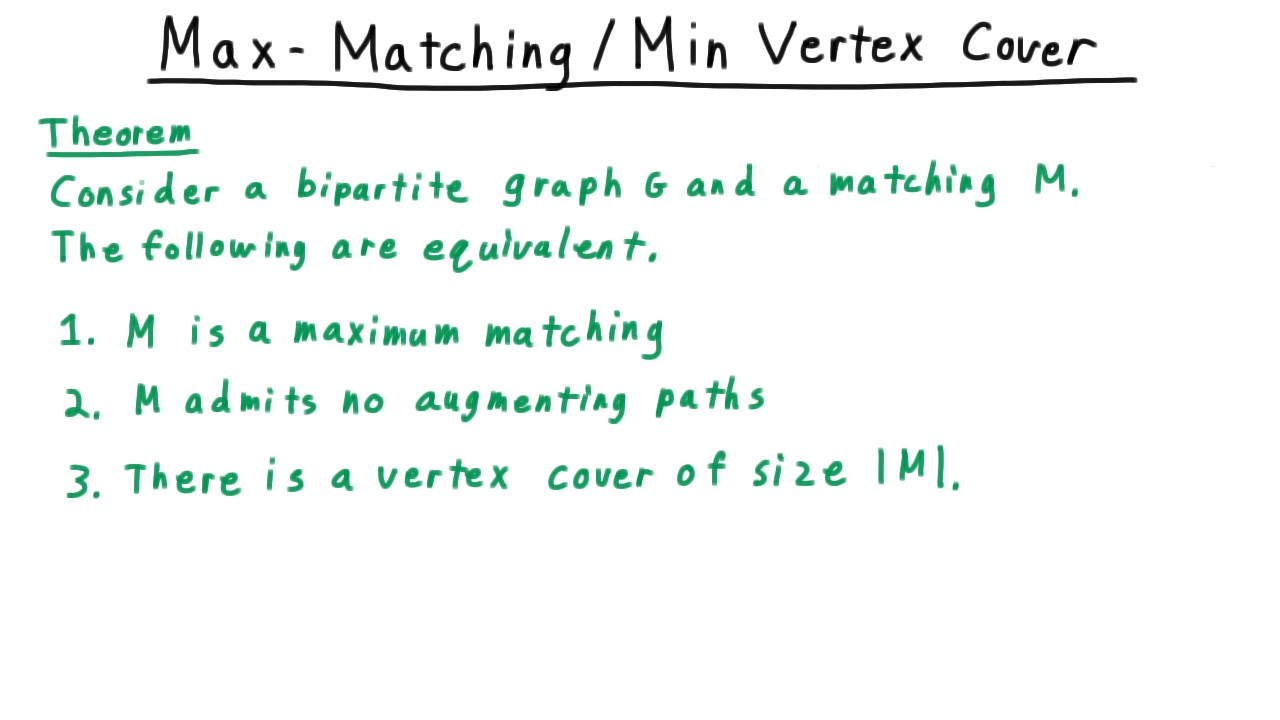 Max-Matching/Min Vertex Cover
Theorem
Consider a bipartite graph G and a matching M.
The following are equivalent.
1. M is a maximum matching
2. M admits no augmenting paths
3. There is a vertex cover of size |M|.